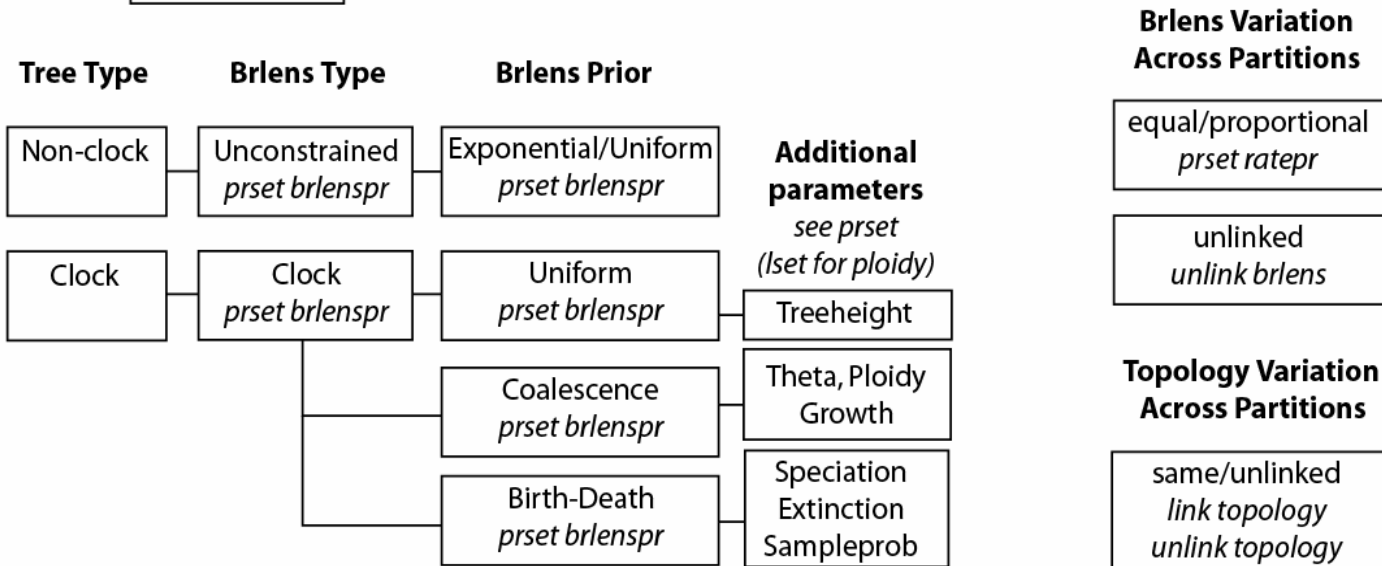 Tree Type
Brlens Type
Brlens Prior
Non-clock
Unconstrained
prset brlenspr
Exponential/Uniform
prset brlenspr
Clock
Clock
prset brlenspr
Uniform
prset brlenspr
Coalescence
prset brlenspr
Birth-Death
prset brlenspr
Additional
parameters
see prset
(lset for ploidy)
Treeheight
Theta, Ploidy
Growth
Speciation
Extinction
Sampleprob
Brlens Variation
Across Partitions
equal/proportional
prset ratepr
unlinked
unlink brlens
Topology Variation
Across Partitions
same/unlinked
link topology
unlink topology